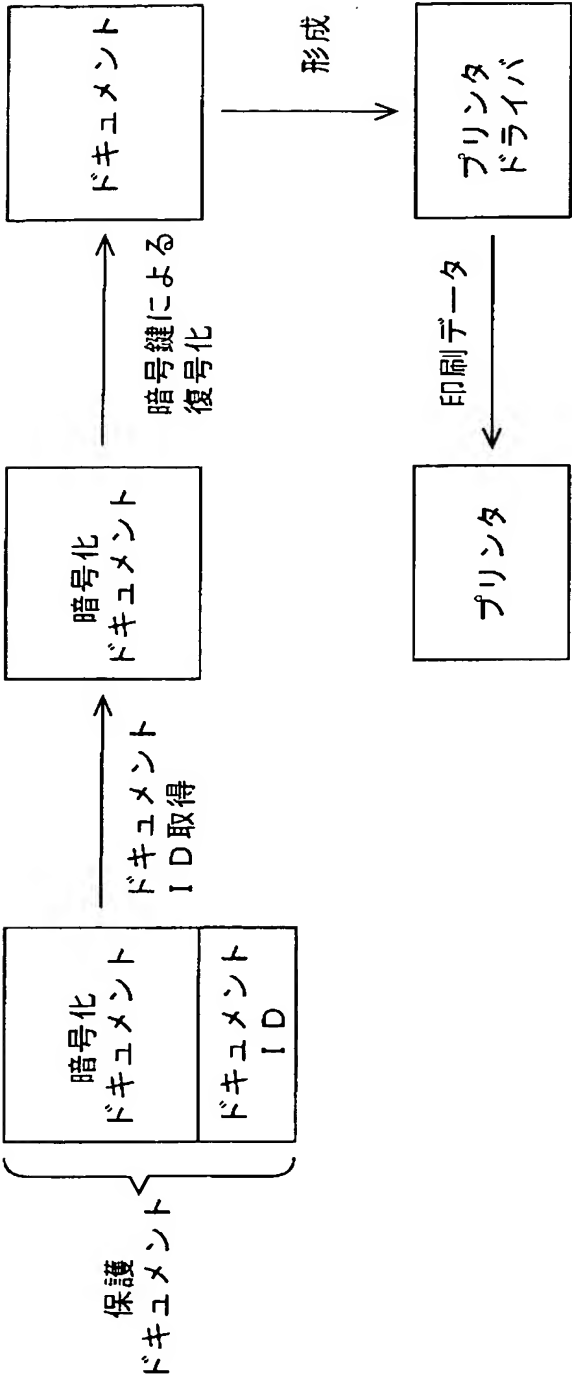 保護
ドキュメント
暗号化
ドキュメント
ドキュメント
ID
ドキュメント
ID取得
暗号化
ドキュメント
暗号鍵による
復号化
ドキュメント
形成
プリンタ
ドライバ
印刷データ
プリンタ